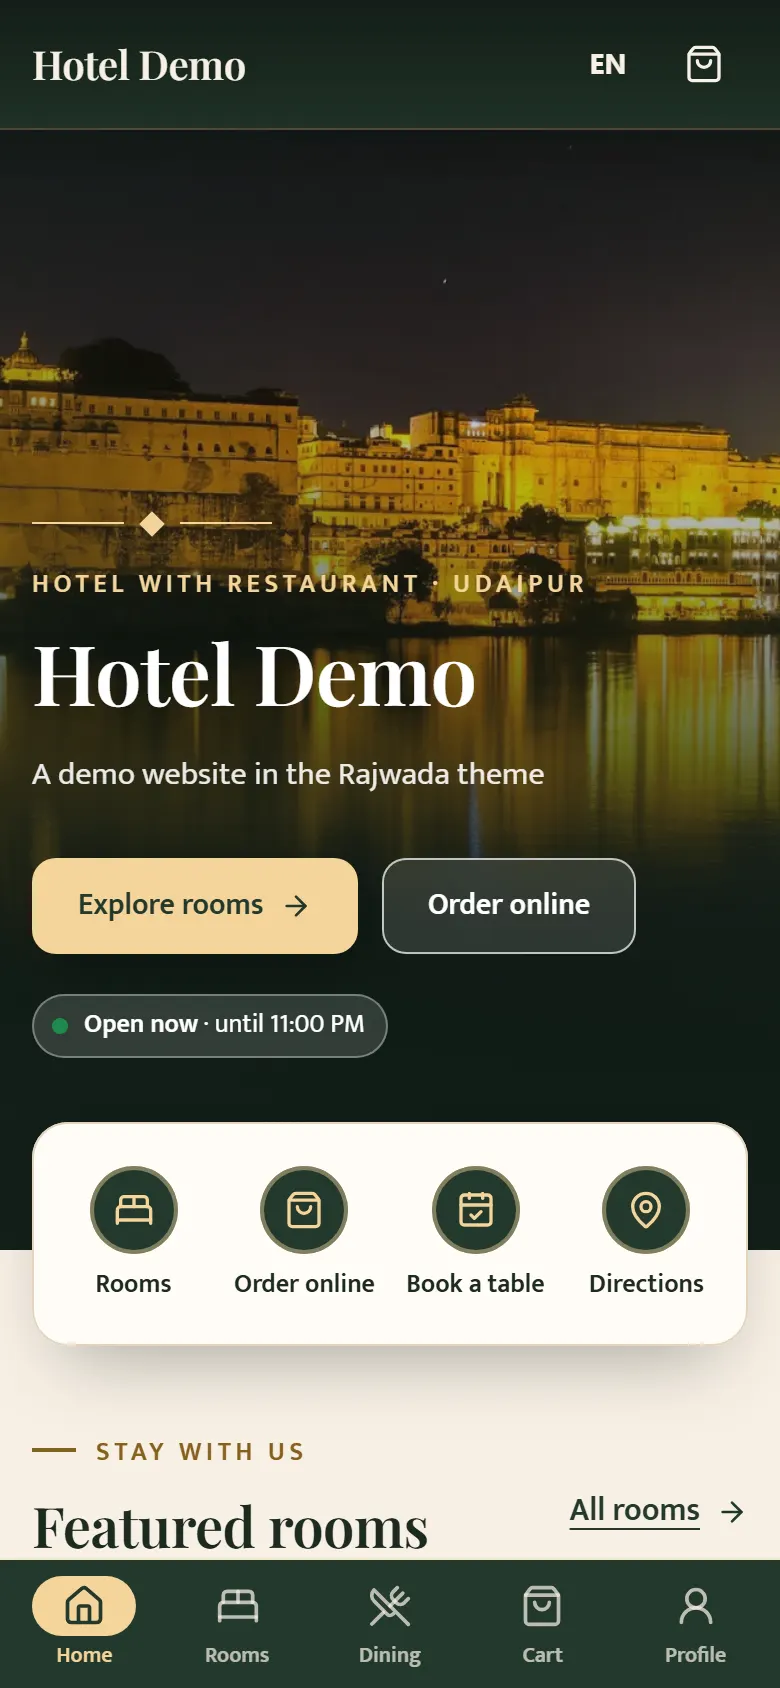 Hotel Demo
EN
HOTEL WITH RESTAURANT · UDAIPUR
Hotel Demo
A demo website in the Rajwada theme
Explore rooms
Order online
Open now · until 11:00 PM
Rooms
Order online
Book a table
Directions
STAY WITH US
Featured rooms
All rooms
Home
Rooms
Dining
Cart
Profile